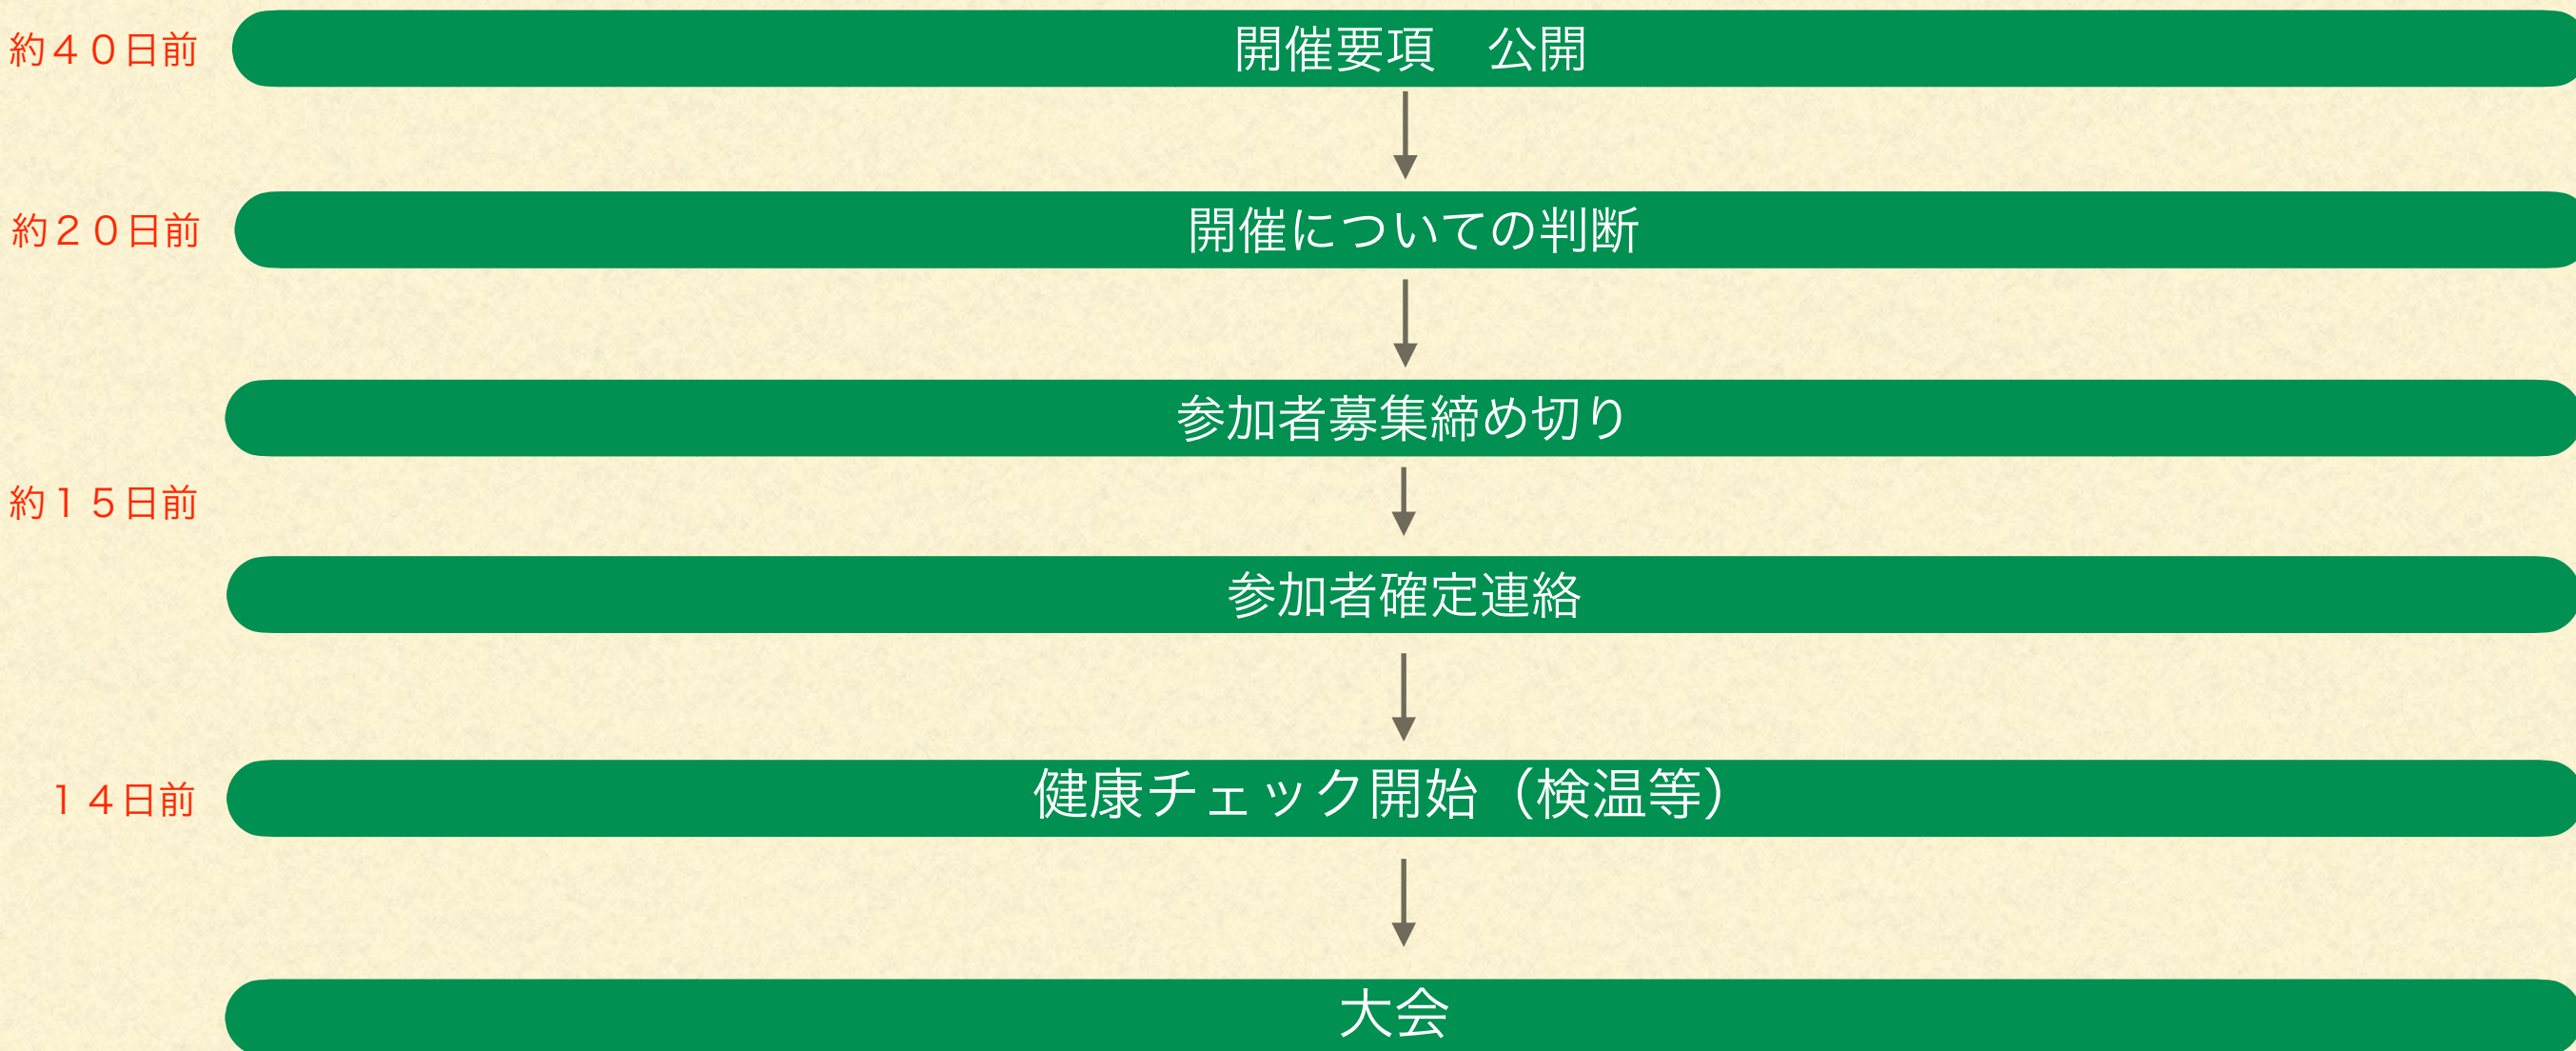 約４０日前
開催要項　公開
約２０日前
開催についての判断
参加者募集締め切り
約１５日前
参加者確定連絡
１４日前
健康チェック開始（検温等）
大会